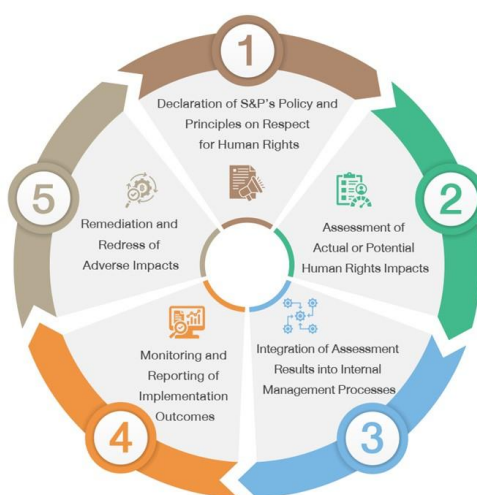 1
Declaration of S&P's Policy and
Principles on Respect
for Human Rights
2
Assessment of
Actual or Potential
Human Rights Impacts
3
Integration of Assessment
Results into Internal
Management Processes
4
Monitoring and
Reporting of
Implementation
Outcomes
5
Remediation and
Redress of
Adverse Impacts